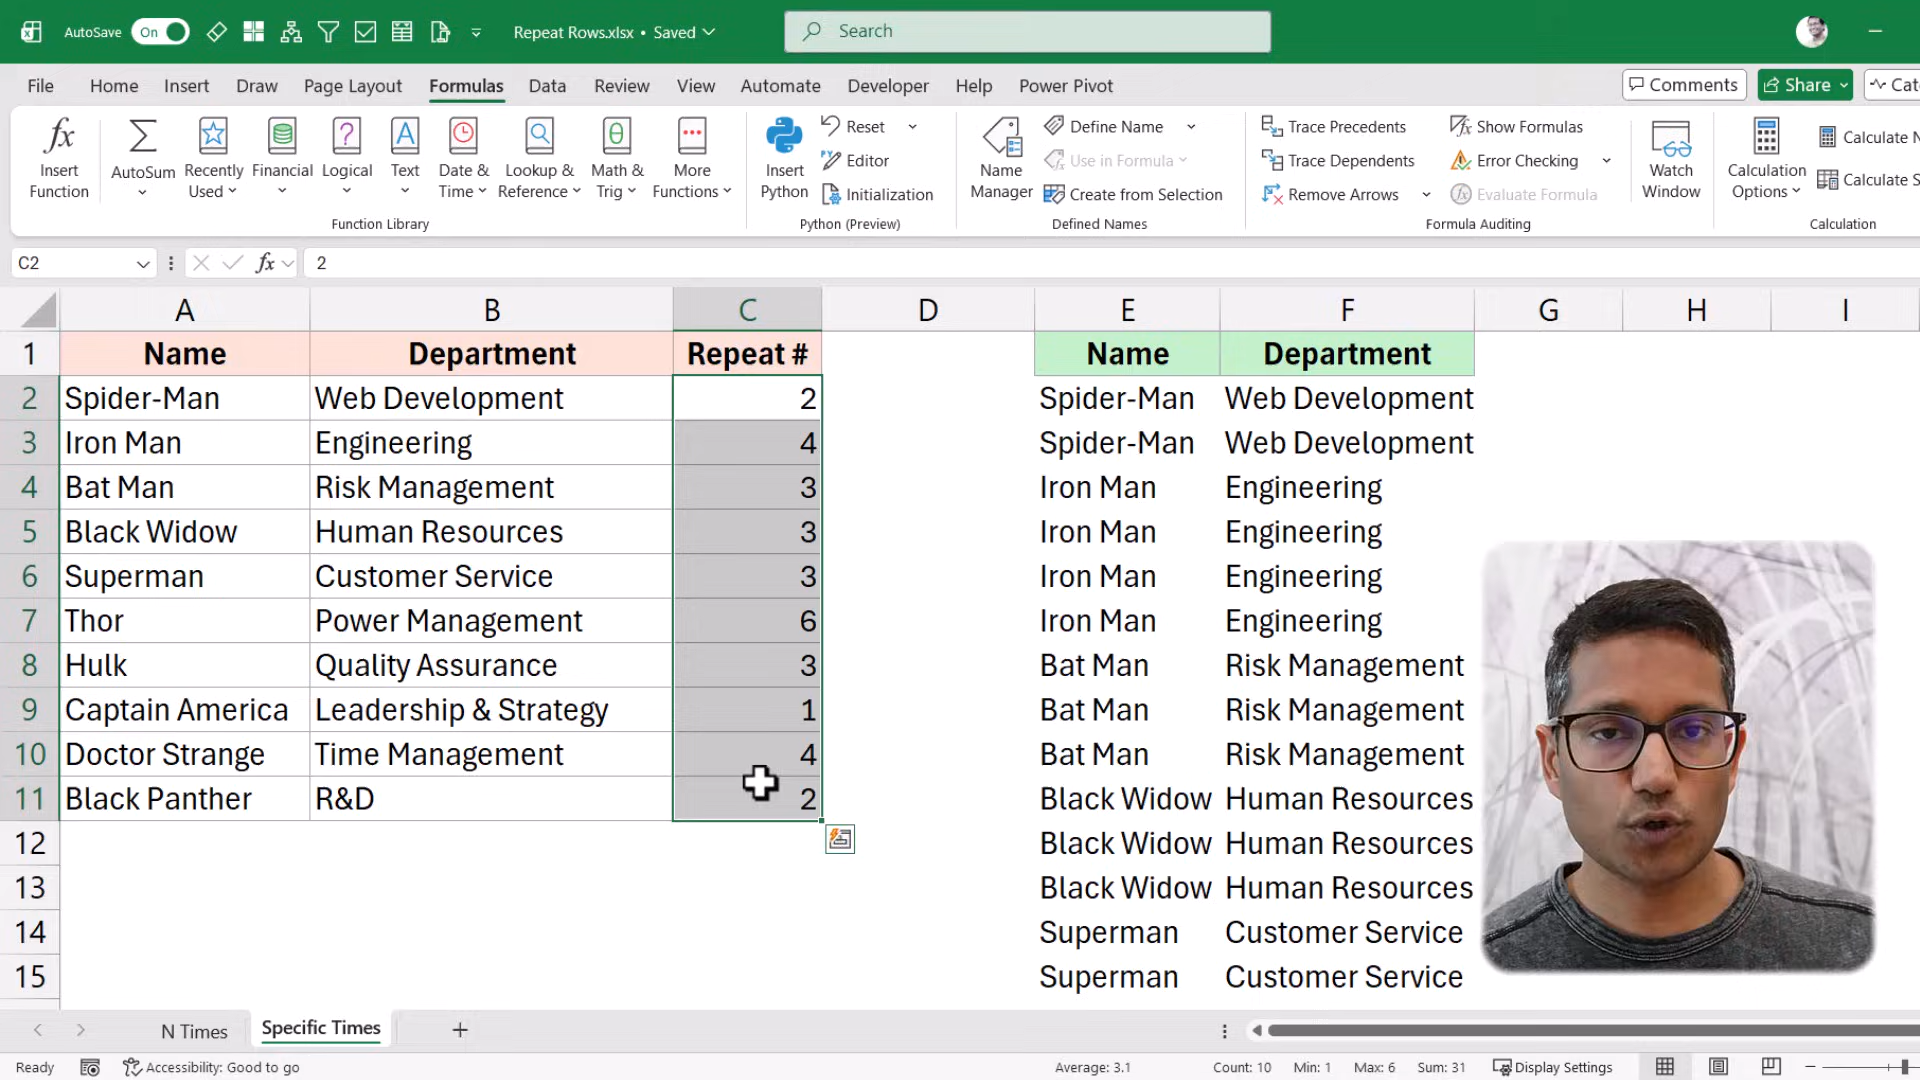 AutoSave On Repeat Rows.xlsx • Saved Search
File Home Insert Draw Page Layout Formulas Data Review View Automate Developer Help Power Pivot Comments Share
Insert Function
AutoSum
Recently Used
Financial
Logical
Text
Date & Time
Lookup & Reference
Math & Trig
More Functions
Function Library
Insert Python
Reset
Editor
Initialization
Python (Preview)
Name Manager
Define Name
Use in Formula
Create from Selection
Defined Names
Trace Precedents
Trace Dependents
Remove Arrows
Show Formulas
Error Checking
Evaluate Formula
Formula Auditing
Watch Window
Calculation Options
Calculate N
Calculate S
Calculation
C2 fx 2
A B C D E F G H I
1 Name Department Repeat # Name Department
2 Spider-Man Web Development 2 Spider-Man Web Development
3 Iron Man Engineering 4 Spider-Man Web Development
4 Bat Man Risk Management 3 Iron Man Engineering
5 Black Widow Human Resources 3 Iron Man Engineering
6 Superman Customer Service 3 Iron Man Engineering
7 Thor Power Management 6 Iron Man Engineering
8 Hulk Quality Assurance 3 Bat Man Risk Management
9 Captain America Leadership & Strategy 1 Bat Man Risk Management
10 Doctor Strange Time Management 4 Bat Man Risk Management
11 Black Panther R&D 2 Black Widow Human Resources
12 Black Widow Human Resources
13 Black Widow Human Resources
14 Superman Customer Service
15 Superman Customer Service
N Times Specific Times
Ready Accessibility: Good to go Average: 3.1 Count: 10 Min: 1 Max: 6 Sum: 31 Display Settings